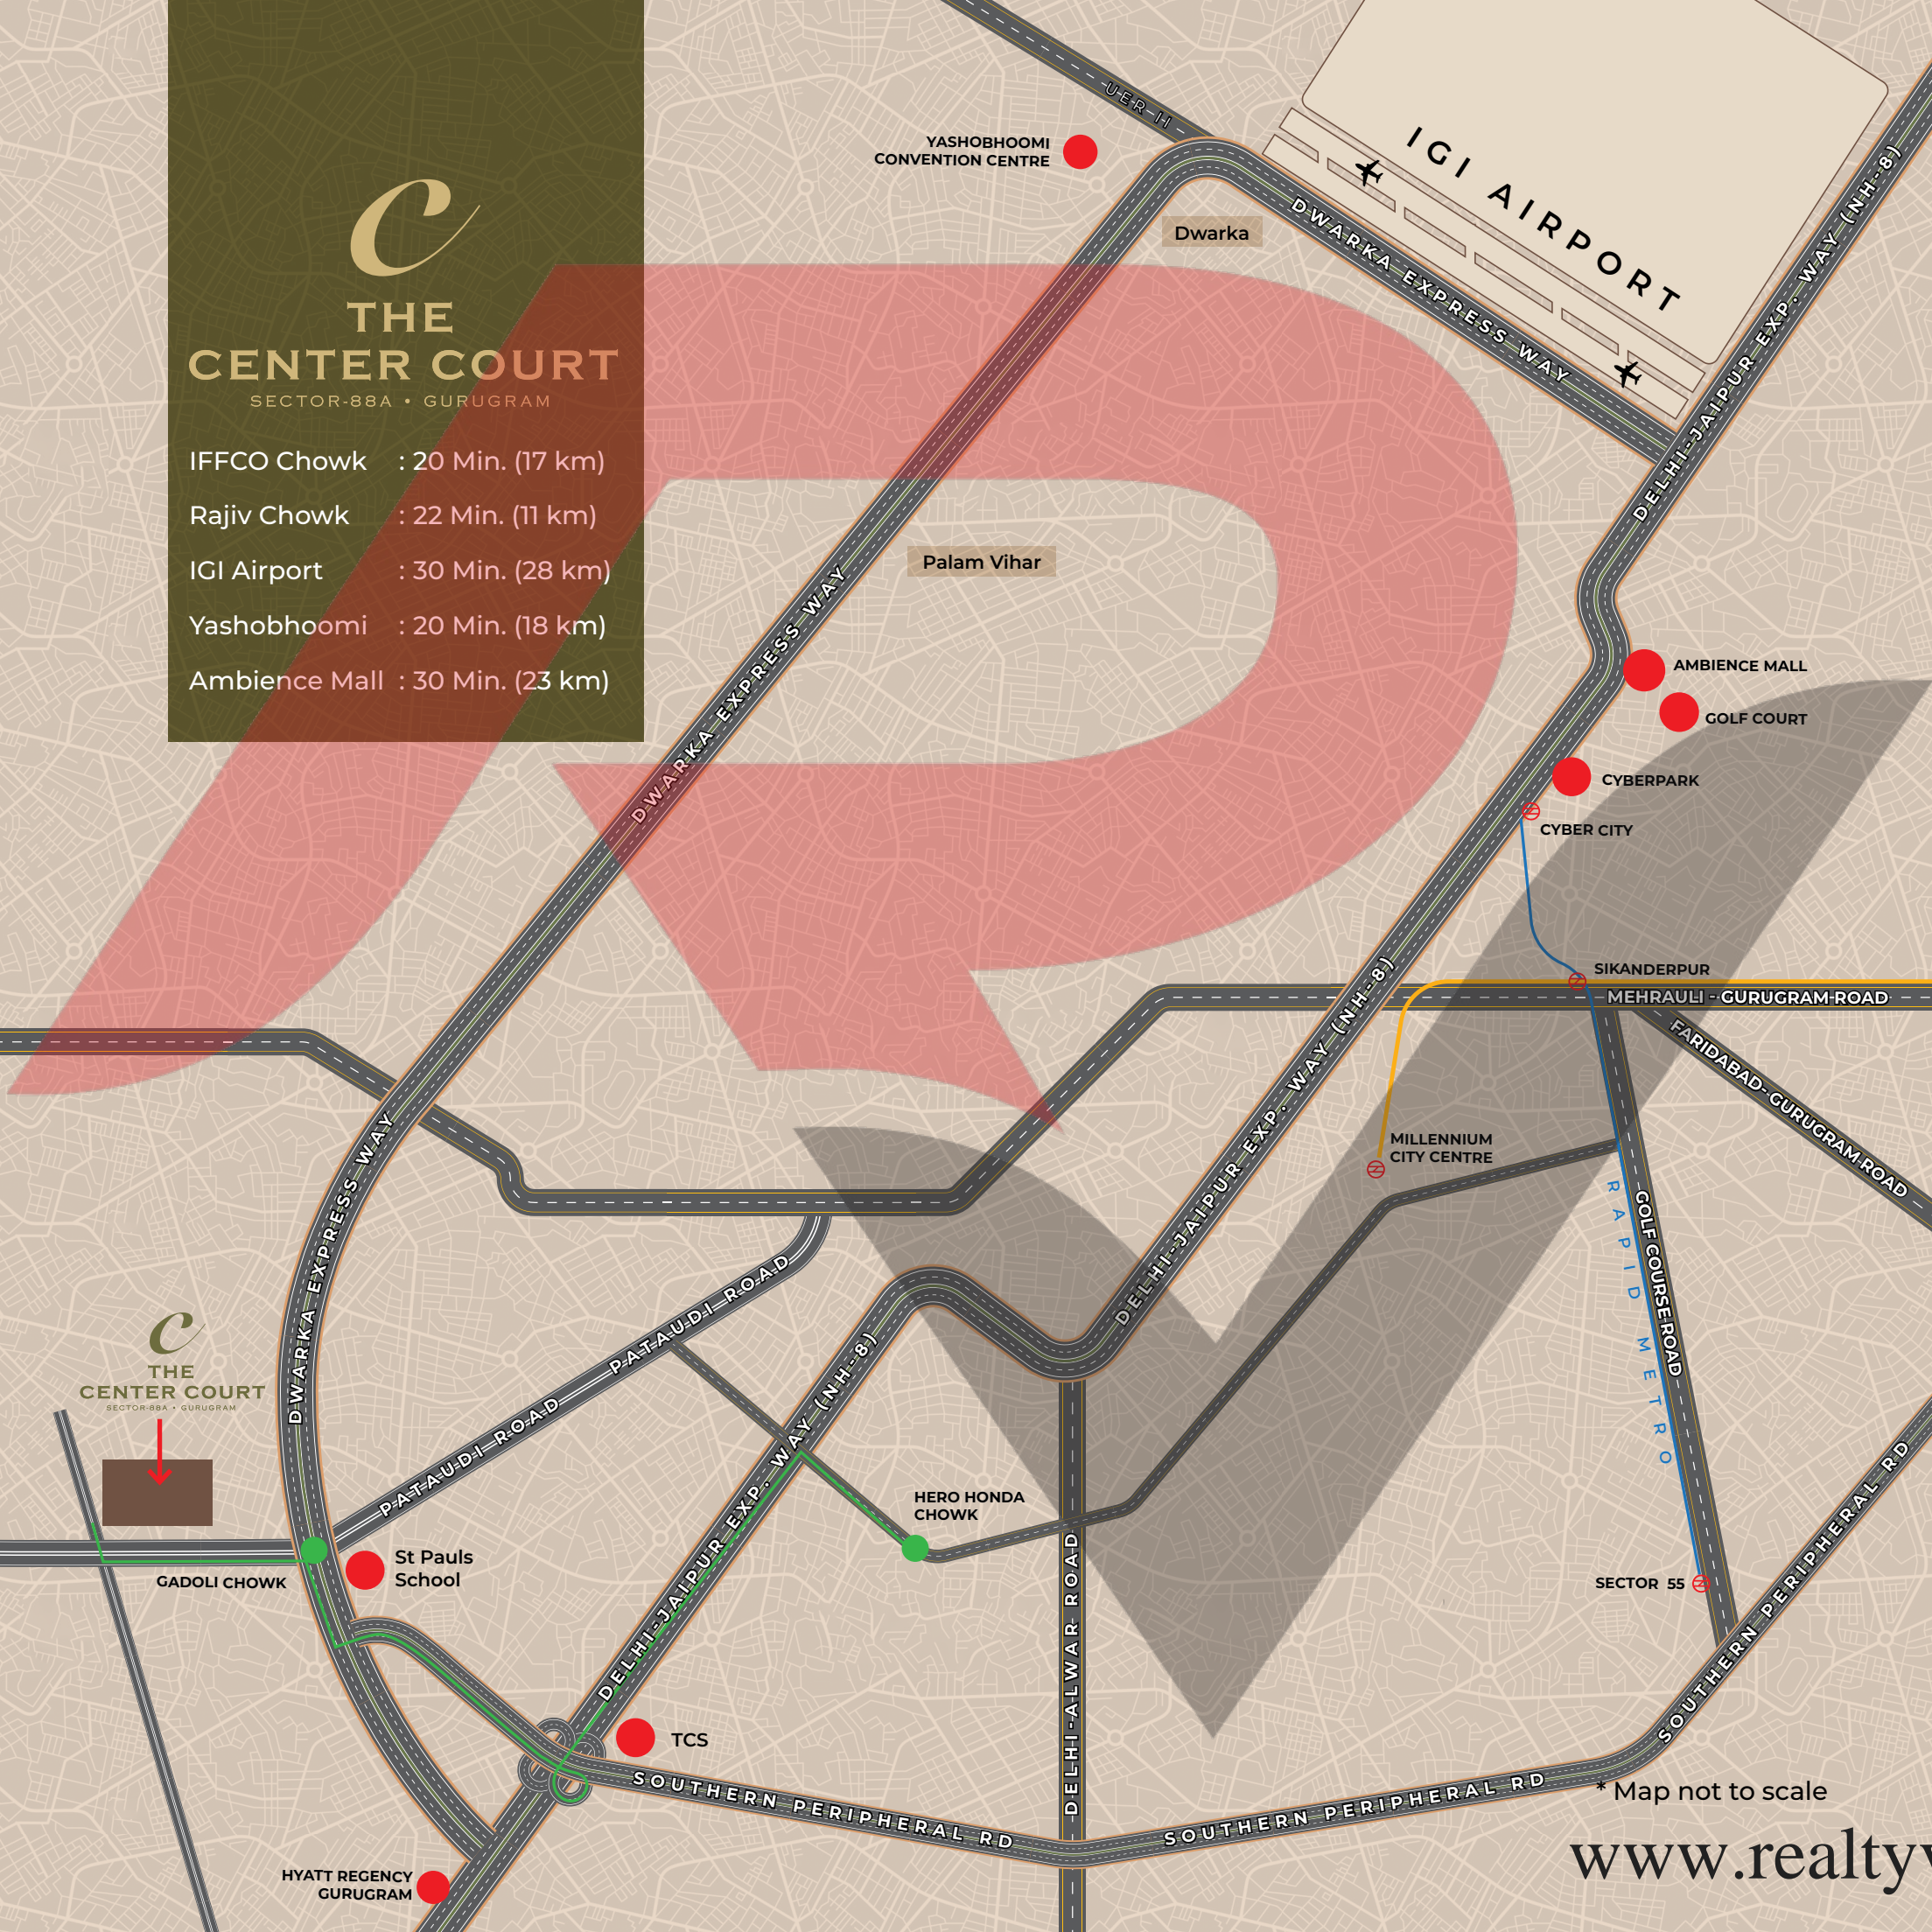 UER II
YASHOBHOOMI
CONVENTION CENTRE
IGI AIRPORT
DELHI-JAIPUR EXP. WAY (NH-8)
Dwarka
DWARKA EXPRESS WAY
C
THE
CENTER COURT
SECTOR-88A • GURUGRAM
IFFCO Chowk : 20 Min. (17 km)
Rajiv Chowk : 22 Min. (11 km)
IGI Airport : 30 Min. (28 km)
Yashobhoomi : 20 Min. (18 km)
Ambience Mall : 30 Min. (23 km)
Palam Vihar
DWARKA EXPRESS WAY
AMBIENCE MALL
GOLF COURT
CYBERPARK
CYBER CITY
SIKANDERPUR
MEHRAULI - GURUGRAM ROAD
DELHI-JAIPUR EXP. WAY (NH-8)
FARIDABAD-GURUGRAM ROAD
MILLENNIUM
CITY CENTRE
DWARKA EXPRESS WAY
RAPID METRO
GOLF COURSE ROAD
PATAUDI ROAD
PATAUDI ROAD
C
THE
CENTER COURT
SECTOR-88A • GURUGRAM
DELHI-JAIPUR EXP. WAY (NH-8)
HERO HONDA
CHOWK
St Pauls
School
GADOLI CHOWK
DELHI-ALWAR ROAD
SECTOR 55
SOUTHERN PERIPHERAL RD
TCS
SOUTHERN PERIPHERAL RD
SOUTHERN PERIPHERAL RD
* Map not to scale
www.realtyv
HYATT REGENCY
GURUGRAM